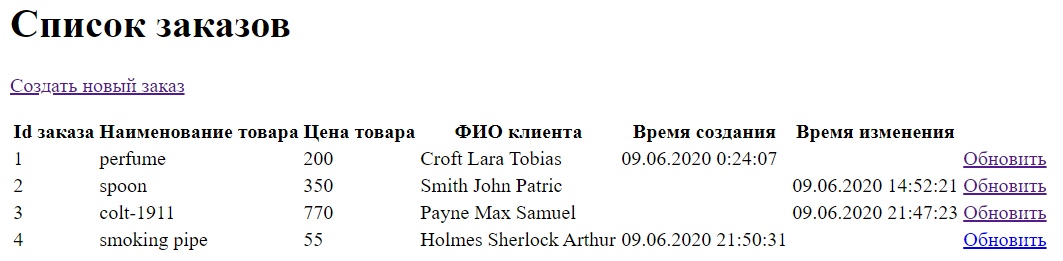 Список заказов
Создать новый заказ
Id заказа Наименование товара Цена товара ФИО клиента Время создания Время изменения
1 perfume 200 Croft Lara Tobias 09.06.2020 0:24:07 Обновить
2 spoon 350 Smith John Patric 09.06.2020 14:52:21 Обновить
3 colt-1911 770 Payne Max Samuel 09.06.2020 21:47:23 Обновить
4 smoking pipe 55 Holmes Sherlock Arthur 09.06.2020 21:50:31 Обновить